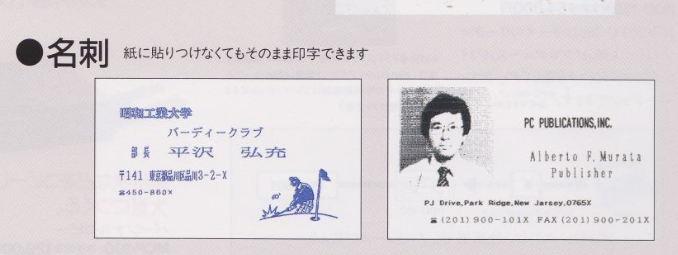 ●名刺 紙に貼りつけなくてもそのまま印字できます
昭和工業大学
バーディークラブ
部長 平沢 弘充
〒141 東京都品川区品川3-2-X
☎450-860X
PC PUBLICATIONS,INC.
Alberto F.Murata
Publisher
PJ Drive,Park Ridge,New Jarsey,0765X
☎(201)900-101X FAX(201)900-201X